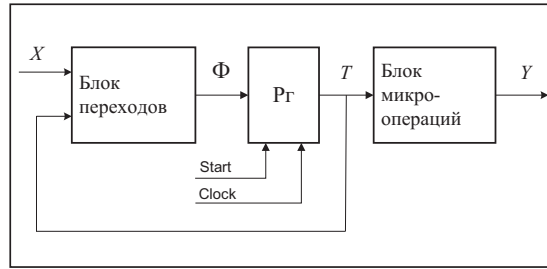 X
Блок
переходов
Φ
Рг
T
Блок
микро-
операций
Y
Start
Clock